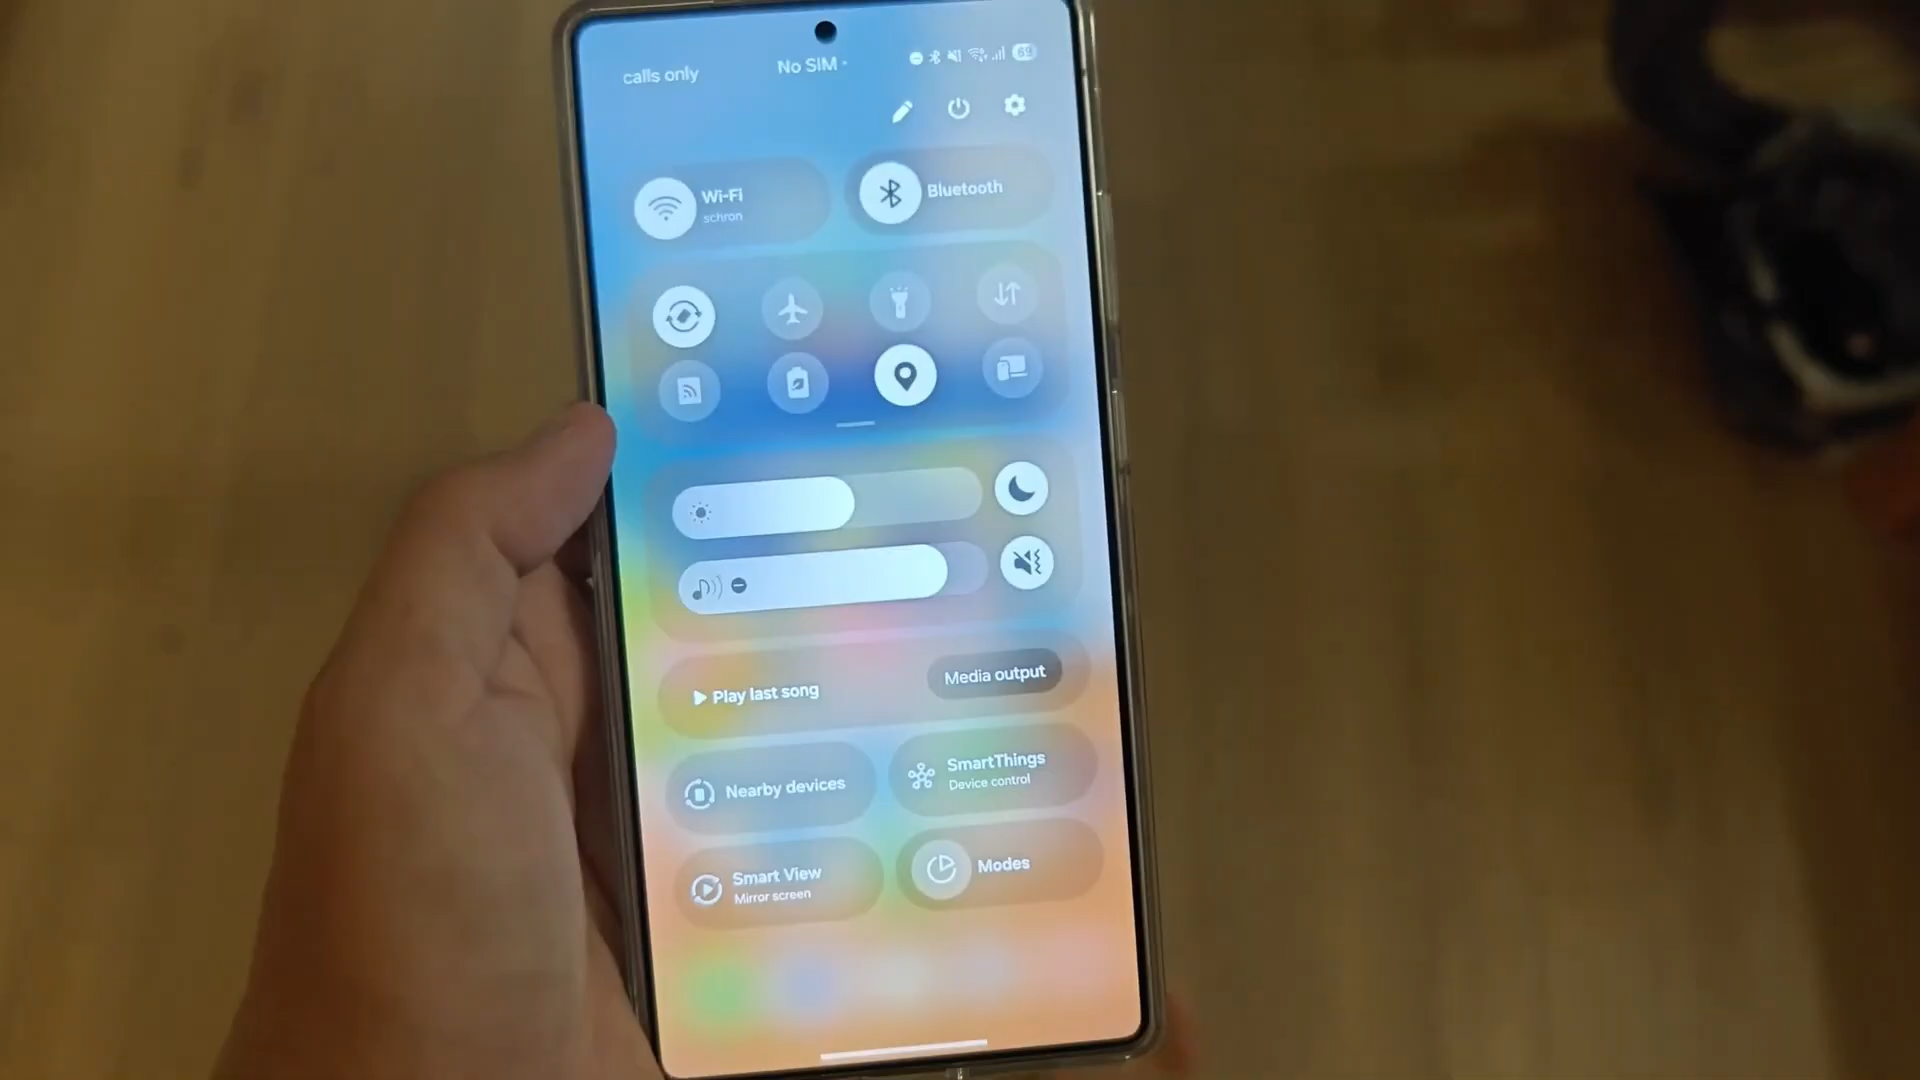 calls only
No SIM
69
Wi-Fi
schron
Bluetooth
Play last song
Media output
Nearby devices
SmartThings
Device control
Smart View
Mirror screen
Modes